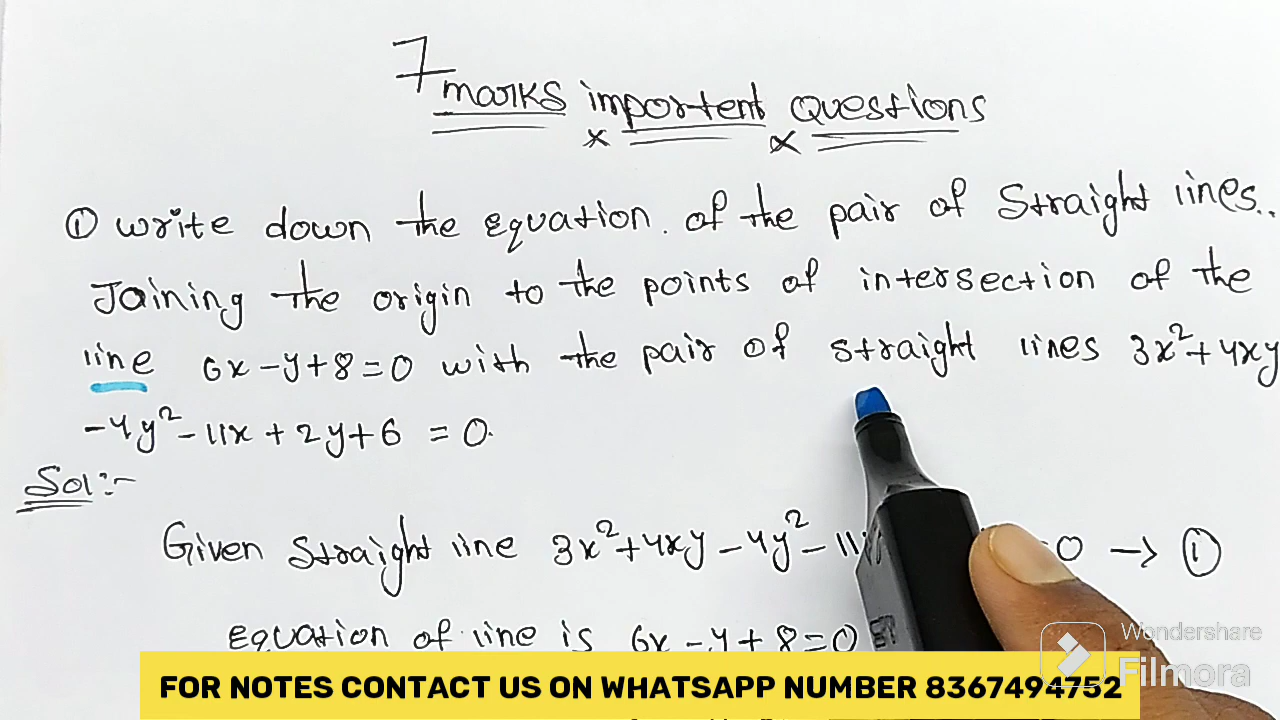 7 marks importent questions
① write down the equation of the pair of straight lines..
Joining the origin to the points of intersection of the
line 6x-y+8=0 with the pair of straight lines 3x²+4xy
-4y²-11x+2y+6 =0.
Sol:-
Given straight line 3x²+4xy-4y²-11x =0 → ①
Equation of line is 6x-y+8=0
Wondershare
Filmora
FOR NOTES CONTACT US ON WHATSAPP NUMBER 8367494752